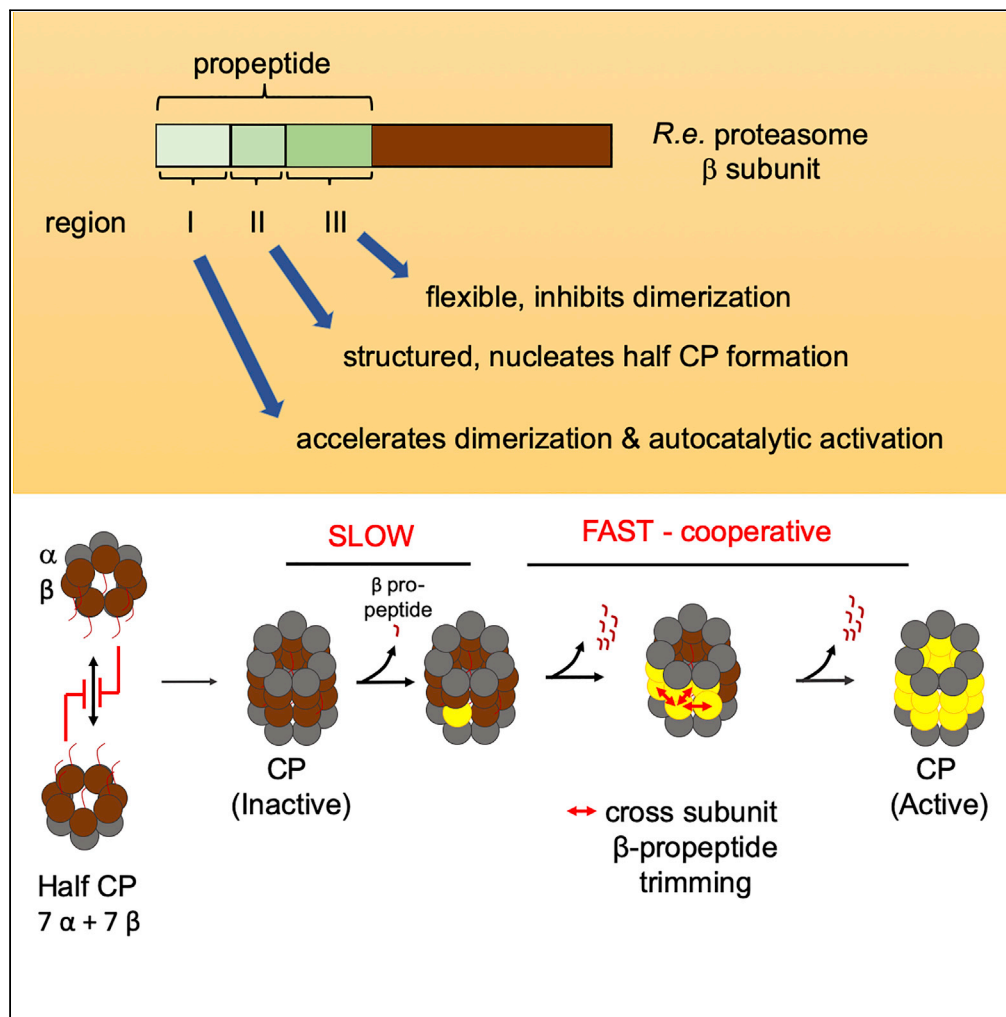 propeptide
R.e. proteasome
β subunit
region I II III
flexible, inhibits dimerization
structured, nucleates half CP formation
accelerates dimerization & autocatalytic activation
SLOW
FAST - cooperative
α
β
β pro-
peptide
CP
(Inactive)
CP
(Active)
cross subunit
β-propeptide
trimming
Half CP
7 α + 7 β